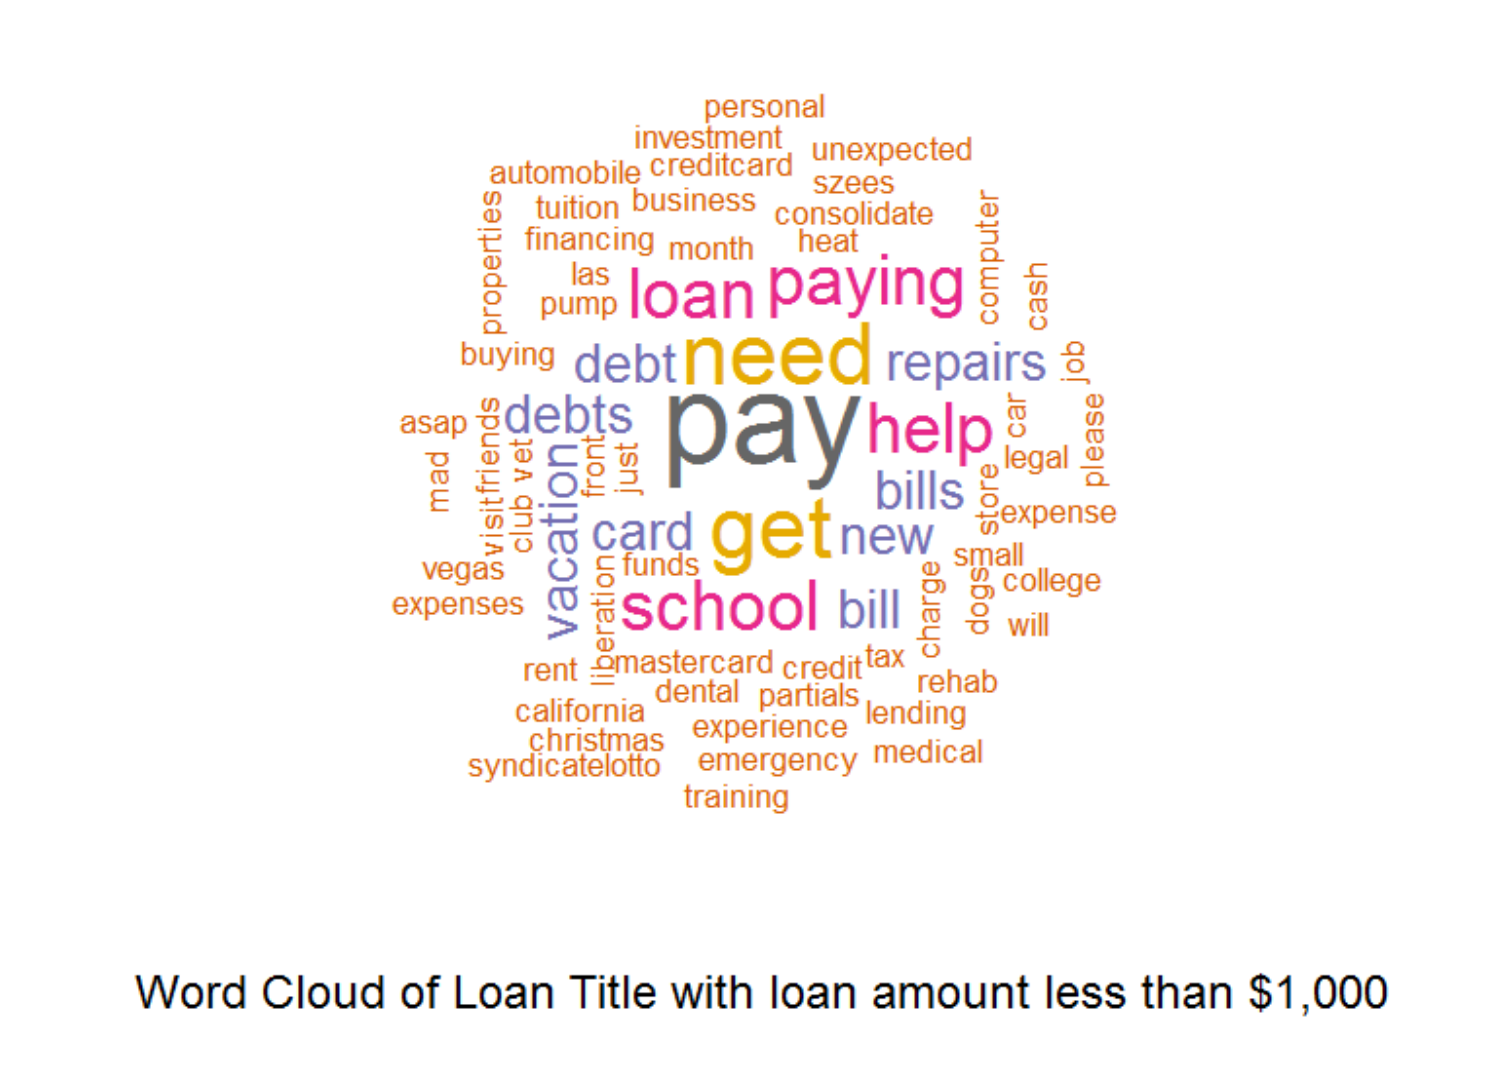 personal
investment
unexpected
automobile
creditcard
szees
properties
tuition
business
consolidate
computer
financing
month
heat
las
loan
paying
cash
pump
buying
debt
need
repairs
job
asap
friends
debts
pay
help
car
please
mad
visit
club
vet
vacation
front
just
bills
legal
store
expense
card
get
new
vegas
funds
small
expenses
liberation
school
bill
charge
dogs
college
will
rent
mastercard
credit
tax
rehab
dental
partials
california
experience
lending
christmas
syndicatelotto
emergency
medical
training
Word Cloud of Loan Title with loan amount less than $1,000